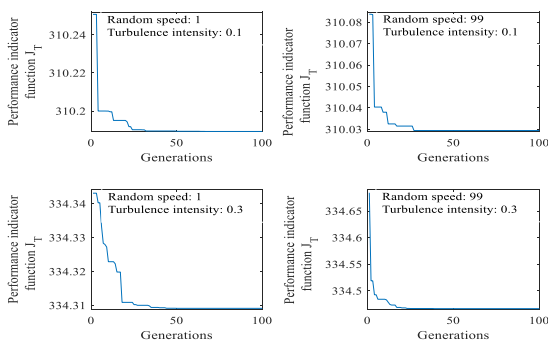 Performance indicator
function J_T
Random speed: 1
Turbulence intensity: 0.1
310.24
310.22
310.2
0
50
100
Generations
Performance indicator
function J_T
Random speed: 99
Turbulence intensity: 0.1
310.08
310.06
310.04
310.03
0
50
100
Generations
Performance indicator
function J_T
Random speed: 1
Turbulence intensity: 0.3
334.34
334.33
334.32
334.31
0
50
100
Generations
Performance indicator
function J_T
Random speed: 99
Turbulence intensity: 0.3
334.65
334.6
334.55
334.5
0
50
100
Generations